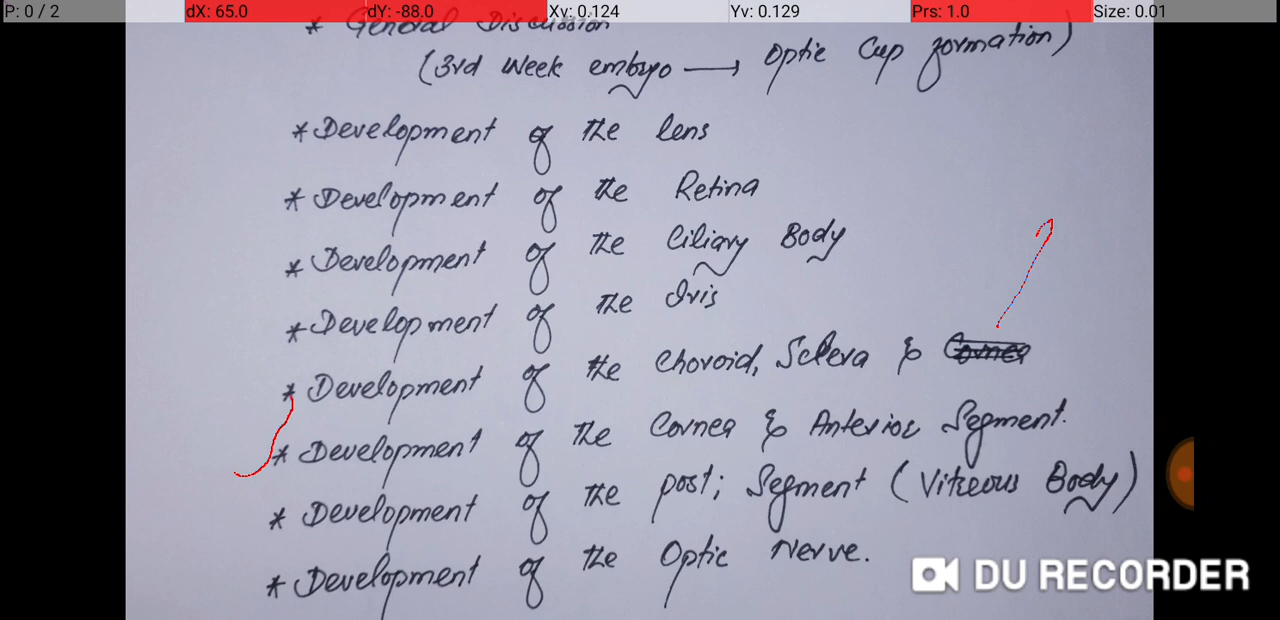 P: 0 / 2 dX: 65.0 dY: -88.0 Xv: 0.124 Yv: 0.129 Prs: 1.0 Size: 0.01
* General Discussion
(3rd Week embryo → Optic Cup formation)
* Development of the lens
* Development of the Retina
* Development of the Ciliary Body
* Development of the Iris
* Development of the Choroid, Sclera & Cornea
* Development of the Cornea & Anterior Segment.
* Development of the post; Segment (Vitreous Body)
* Development of the Optic Nerve.
DU RECORDER